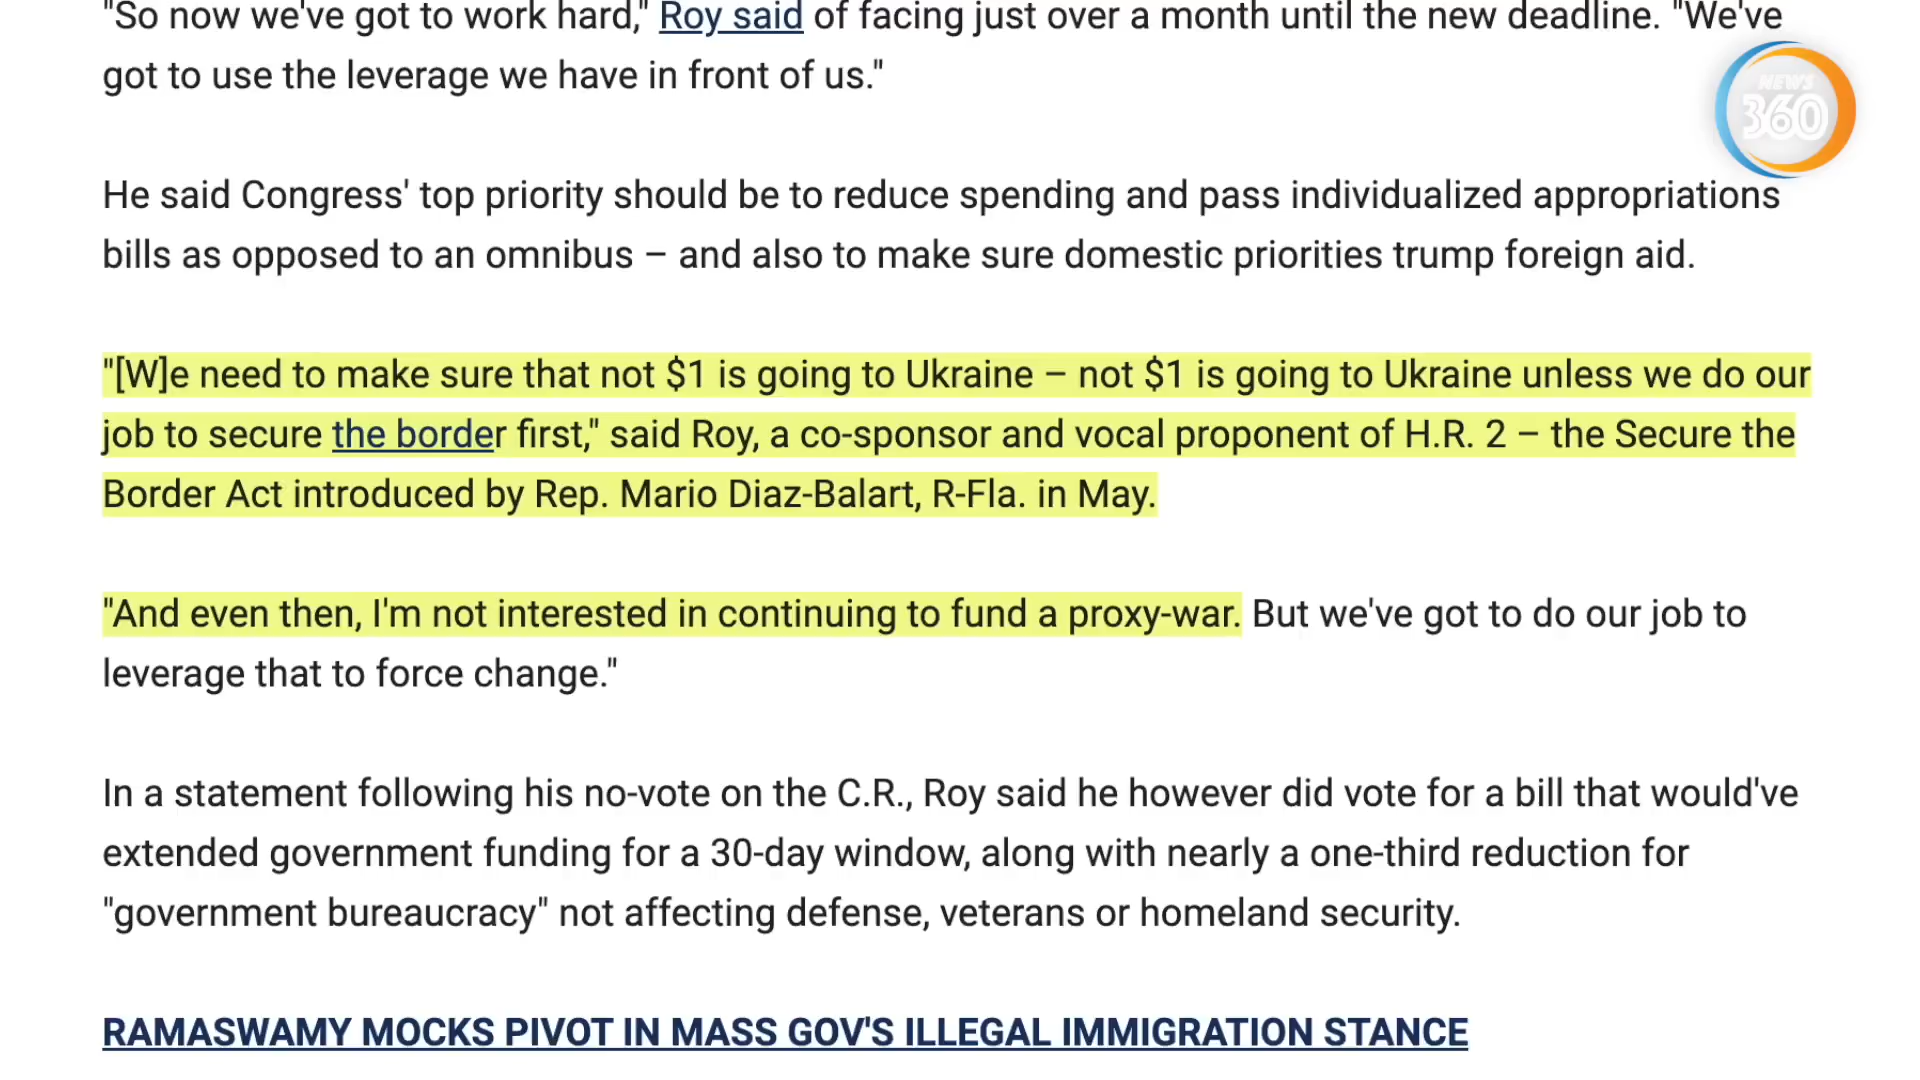 "So now we've got to work hard," Roy said of facing just over a month until the new deadline. "We've
got to use the leverage we have in front of us."
NEWS
360
He said Congress' top priority should be to reduce spending and pass individualized appropriations
bills as opposed to an omnibus – and also to make sure domestic priorities trump foreign aid.
"[W]e need to make sure that not $1 is going to Ukraine – not $1 is going to Ukraine unless we do our
job to secure the border first," said Roy, a co-sponsor and vocal proponent of H.R. 2 – the Secure the
Border Act introduced by Rep. Mario Diaz-Balart, R-Fla. in May.
"And even then, I'm not interested in continuing to fund a proxy-war. But we've got to do our job to
leverage that to force change."
In a statement following his no-vote on the C.R., Roy said he however did vote for a bill that would've
extended government funding for a 30-day window, along with nearly a one-third reduction for
"government bureaucracy" not affecting defense, veterans or homeland security.
RAMASWAMY MOCKS PIVOT IN MASS GOV'S ILLEGAL IMMIGRATION STANCE